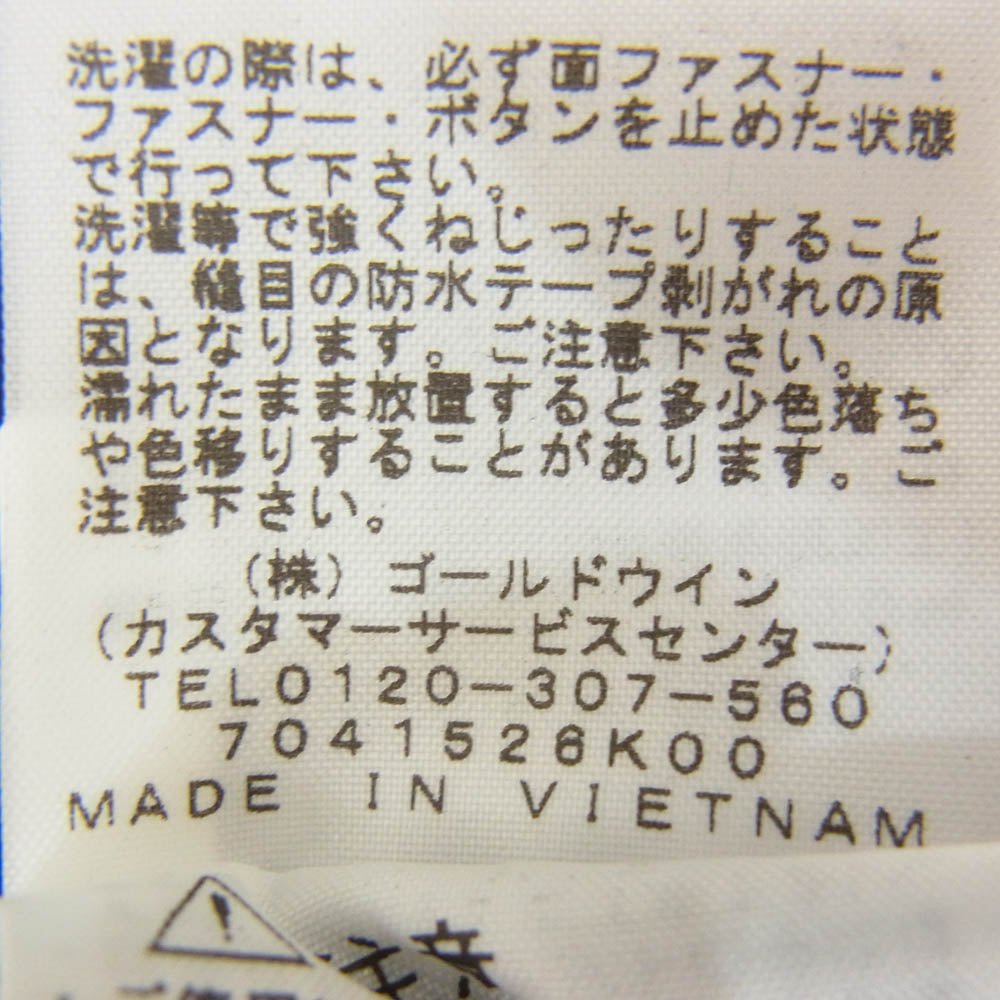 洗濯の際は、必ず面ファスナー・
ファスナー・ボタンを止めた状態
で行って下さい。
洗濯等で強くねじったりすること
は、縫目の防水テープ剥がれの原
因となります。ご注意下さい。
濡れたまま放置すると多少色落ち
や色移りすることがあります。ご
注意下さい。
(株)ゴールドウイン
(カスタマーサービスセンター)
TEL0120-307-560
7041526K00
MADE IN VIETNAM
注意